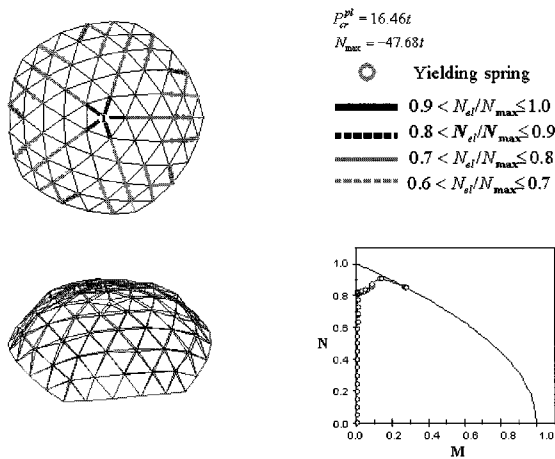 P_cr^pl = 16.46t
N_max = −47.68t
Yielding spring
0.9 < N_el/N_max ≤ 1.0
0.8 < N_el/N_max ≤ 0.9
0.7 < N_el/N_max ≤ 0.8
0.6 < N_el/N_max ≤ 0.7
1.0
0.8
0.6
N
0.4
0.2
0.0
0.0 0.2 0.4 0.6 0.8 1.0
M